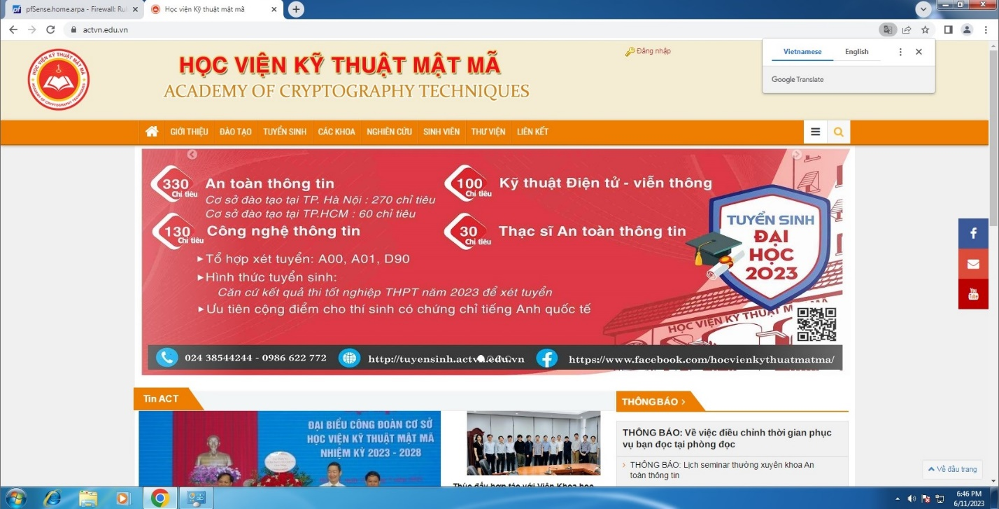 pfSense.home.arpa - Firewall: Rul
Học viện Kỹ thuật mật mã
actvn.edu.vn
HỌC VIỆN KỸ THUẬT MẬT MÃ
HỌC VIỆN KỸ THUẬT MẬT MÃ
ACADEMY OF CRYPTOGRAPHY TECHNIQUES
Đăng nhập
Vietnamese English
Google Translate
GIỚI THIỆU ĐÀO TẠO TUYỂN SINH CÁC KHOA NGHIÊN CỨU SINH VIÊN THƯ VIỆN LIÊN KẾT
330 Chỉ tiêu An toàn thông tin
Cơ sở đào tạo tại TP. Hà Nội : 270 chỉ tiêu
Cơ sở đào tạo tại TP.HCM : 60 chỉ tiêu
130 Chỉ tiêu Công nghệ thông tin
100 Chỉ tiêu Kỹ thuật Điện tử - viễn thông
30 Chỉ tiêu Thạc sĩ An toàn thông tin
▸Tổ hợp xét tuyển: A00, A01, D90
▸Hình thức tuyển sinh:
Căn cứ kết quả thi tốt nghiệp THPT năm 2023 để xét tuyển
▸Ưu tiên cộng điểm cho thí sinh có chứng chỉ tiếng Anh quốc tế
TUYỂN SINH
ĐẠI
HỌC
2023
HỌC VIỆN KỸ THUẬT M MÃ
024 38544244 - 0986 622 772 http://tuyensinh.actvn.edu.vn https://www.facebook.com/hocvienkythuatmatma/
You
Tube
Tin ACT
ĐẠI BIỂU CÔNG ĐOÀN CƠ SỞ
HỌC VIỆN KỸ THUẬT MẬT MÃ
NHIỆM KỲ 2023 - 2028
Thúc đẩy hợp tác với Viện Khoa học
THÔNG BÁO
THÔNG BÁO: Về việc điều chỉnh thời gian phục
vụ bạn đọc tại phòng đọc
THÔNG BÁO: Lịch seminar thường xuyên khoa An
toàn thông tin
Về đầu trang
6:46 PM
6/11/2023